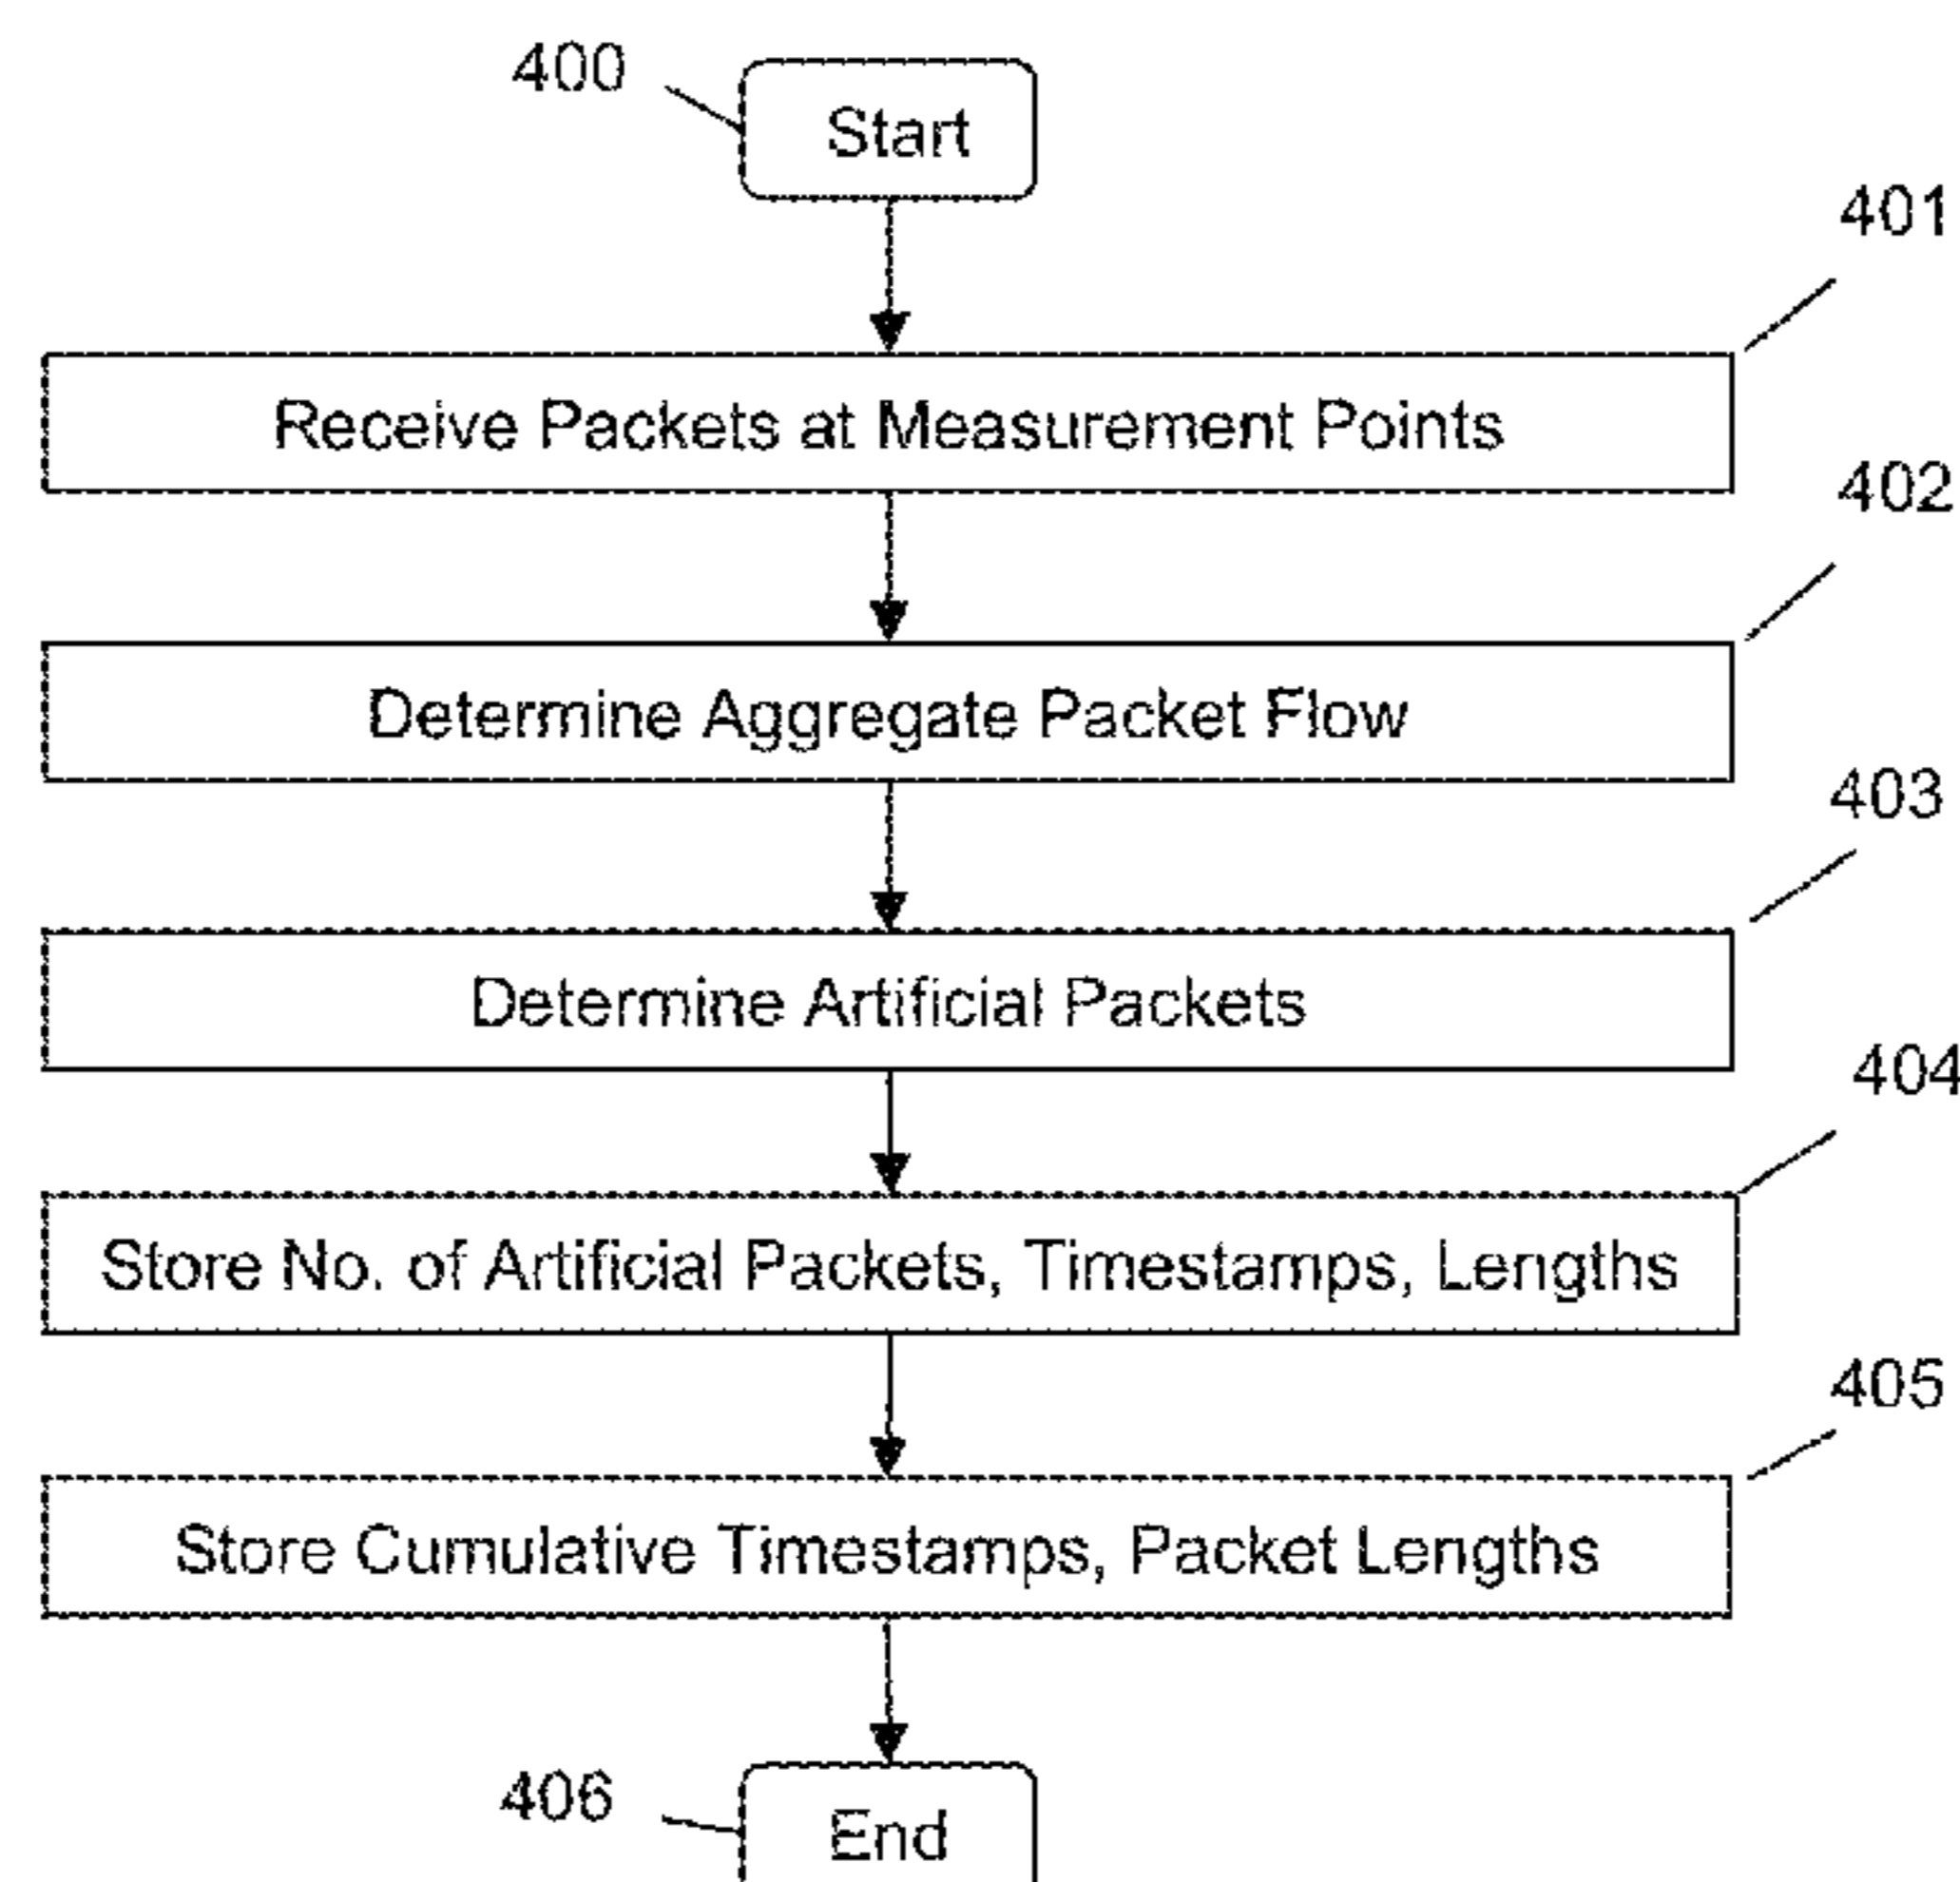 400
Start
401
Receive Packets at Measurement Points
402
Determine Aggregate Packet Flow
403
Determine Artificial Packets
404
Store No. of Artificial Packets, Timestamps, Lengths
405
Store Cumulative Timestamps, Packet Lengths
406
End